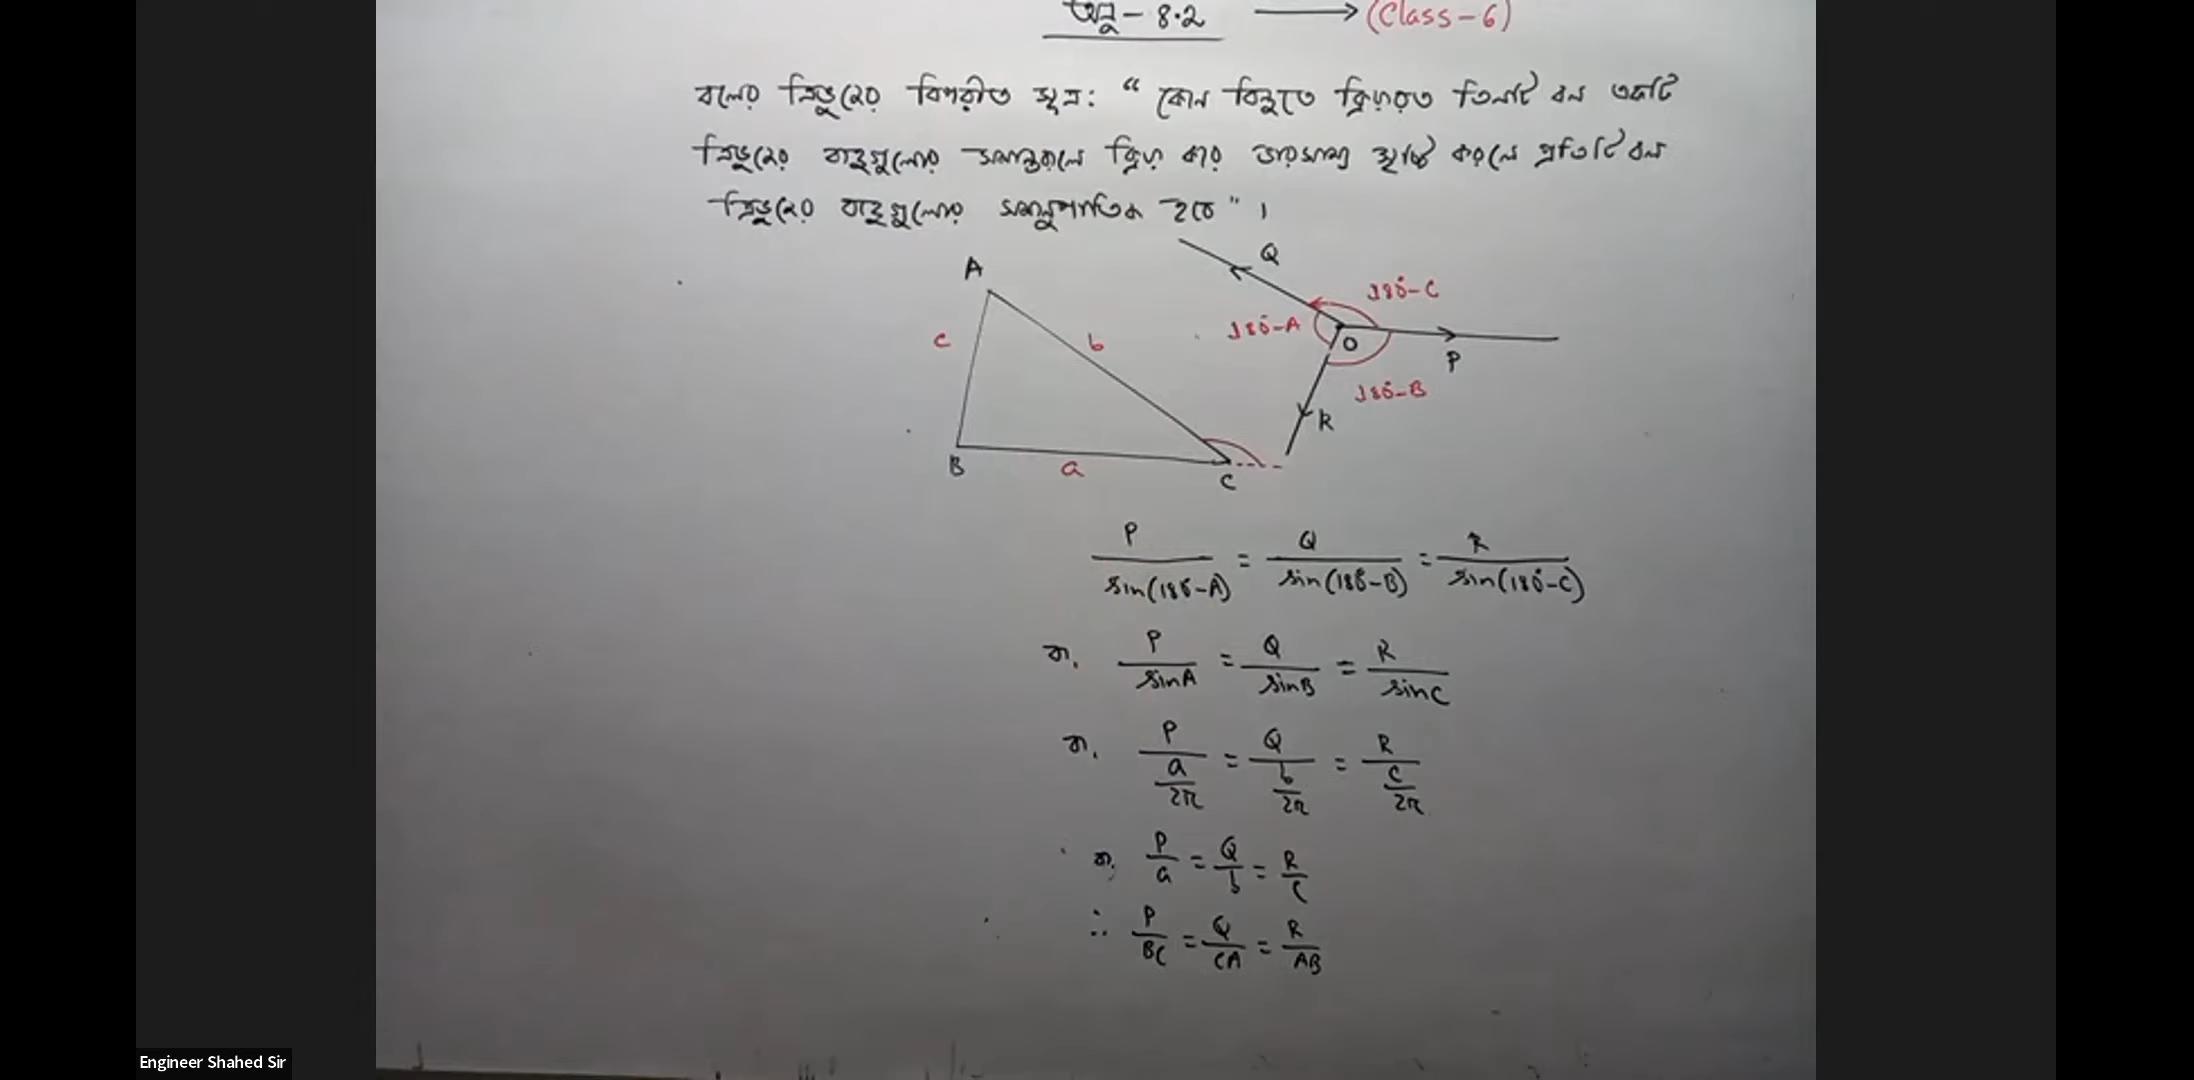 অনু - ৪.২ → (Class - 6)
বলের ত্রিভুজের বিপরীত সূত্র: “ কোন বিন্দুতে ক্রিয়ারত তিনটি বল একটি
ত্রিভুজের বাহুগুলোর সমান্তরালে ক্রিয়া করে ভারসাম্য সৃষ্টি করলে প্রতিটি বল
ত্রিভুজের বাহুগুলোর সমানুপাতিক হবে ” ।
Q
A
180°-C
180°-A
c
b
O
P
180°-B
R
B
a
C
P/sin(180°-A) = Q/sin(180°-B) = R/sin(180°-C)
বা, P/sinA = Q/sinB = R/sinC
বা, P/(a/2r) = Q/(b/2r) = R/(c/2r)
বা, P/a = Q/b = R/c
∴ P/BC = Q/CA = R/AB
Engineer Shahed Sir